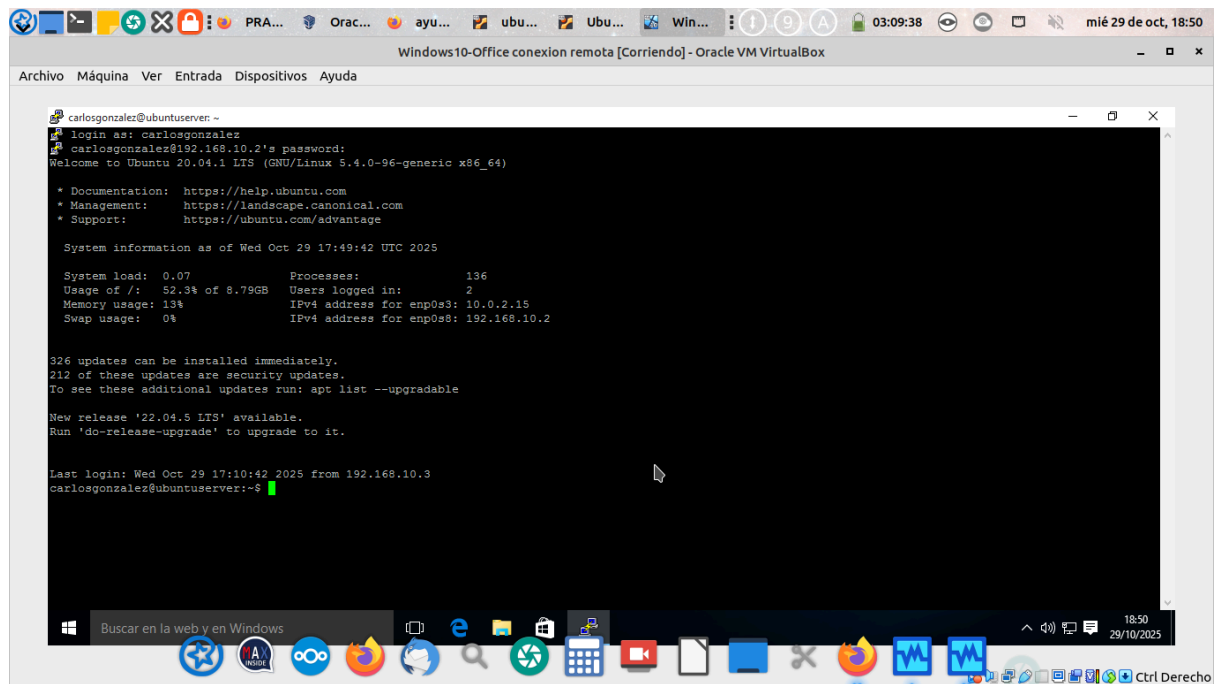 PRA... Orac... ayu... ubu... Ubu... Win... 9 A 03:09:38 mié 29 de oct, 18:50
Windows10-Office conexion remota [Corriendo] - Oracle VM VirtualBox
Archivo Máquina Ver Entrada Dispositivos Ayuda
carlosgonzalez@ubuntuserver: ~
login as: carlosgonzalez
carlosgonzalez@192.168.10.2's password:
Welcome to Ubuntu 20.04.1 LTS (GNU/Linux 5.4.0-96-generic x86_64)
* Documentation: https://help.ubuntu.com
* Management: https://landscape.canonical.com
* Support: https://ubuntu.com/advantage
System information as of Wed Oct 29 17:49:42 UTC 2025
System load: 0.07 Processes: 136
Usage of /: 52.3% of 8.79GB Users logged in: 2
Memory usage: 13% IPv4 address for enp0s3: 10.0.2.15
Swap usage: 0% IPv4 address for enp0s8: 192.168.10.2
326 updates can be installed immediately.
212 of these updates are security updates.
To see these additional updates run: apt list --upgradable
New release '22.04.5 LTS' available.
Run 'do-release-upgrade' to upgrade to it.
Last login: Wed Oct 29 17:10:42 2025 from 192.168.10.3
carlosgonzalez@ubuntuserver:~$
Buscar en la web y en Windows
18:50
29/10/2025
MAX
INSIDE
Ctrl Derecho